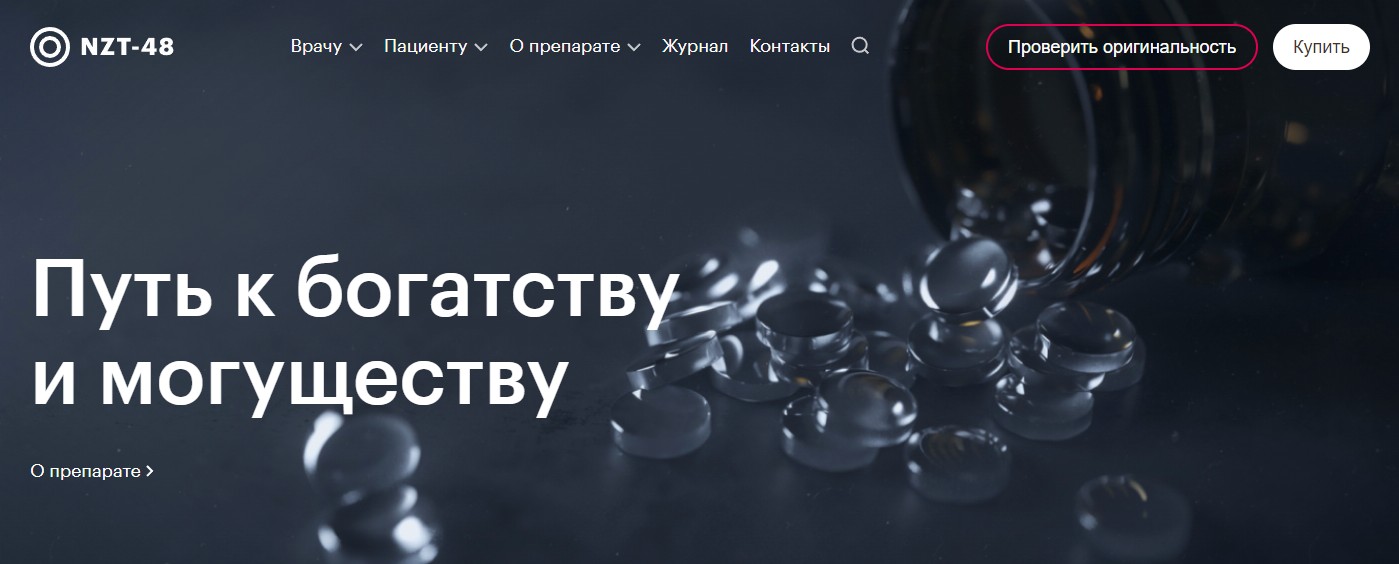 NZT-48
Врачу
Пациенту
О препарате
Журнал
Контакты
Проверить оригинальность
Купить
Путь к богатству
и могуществу
О препарате